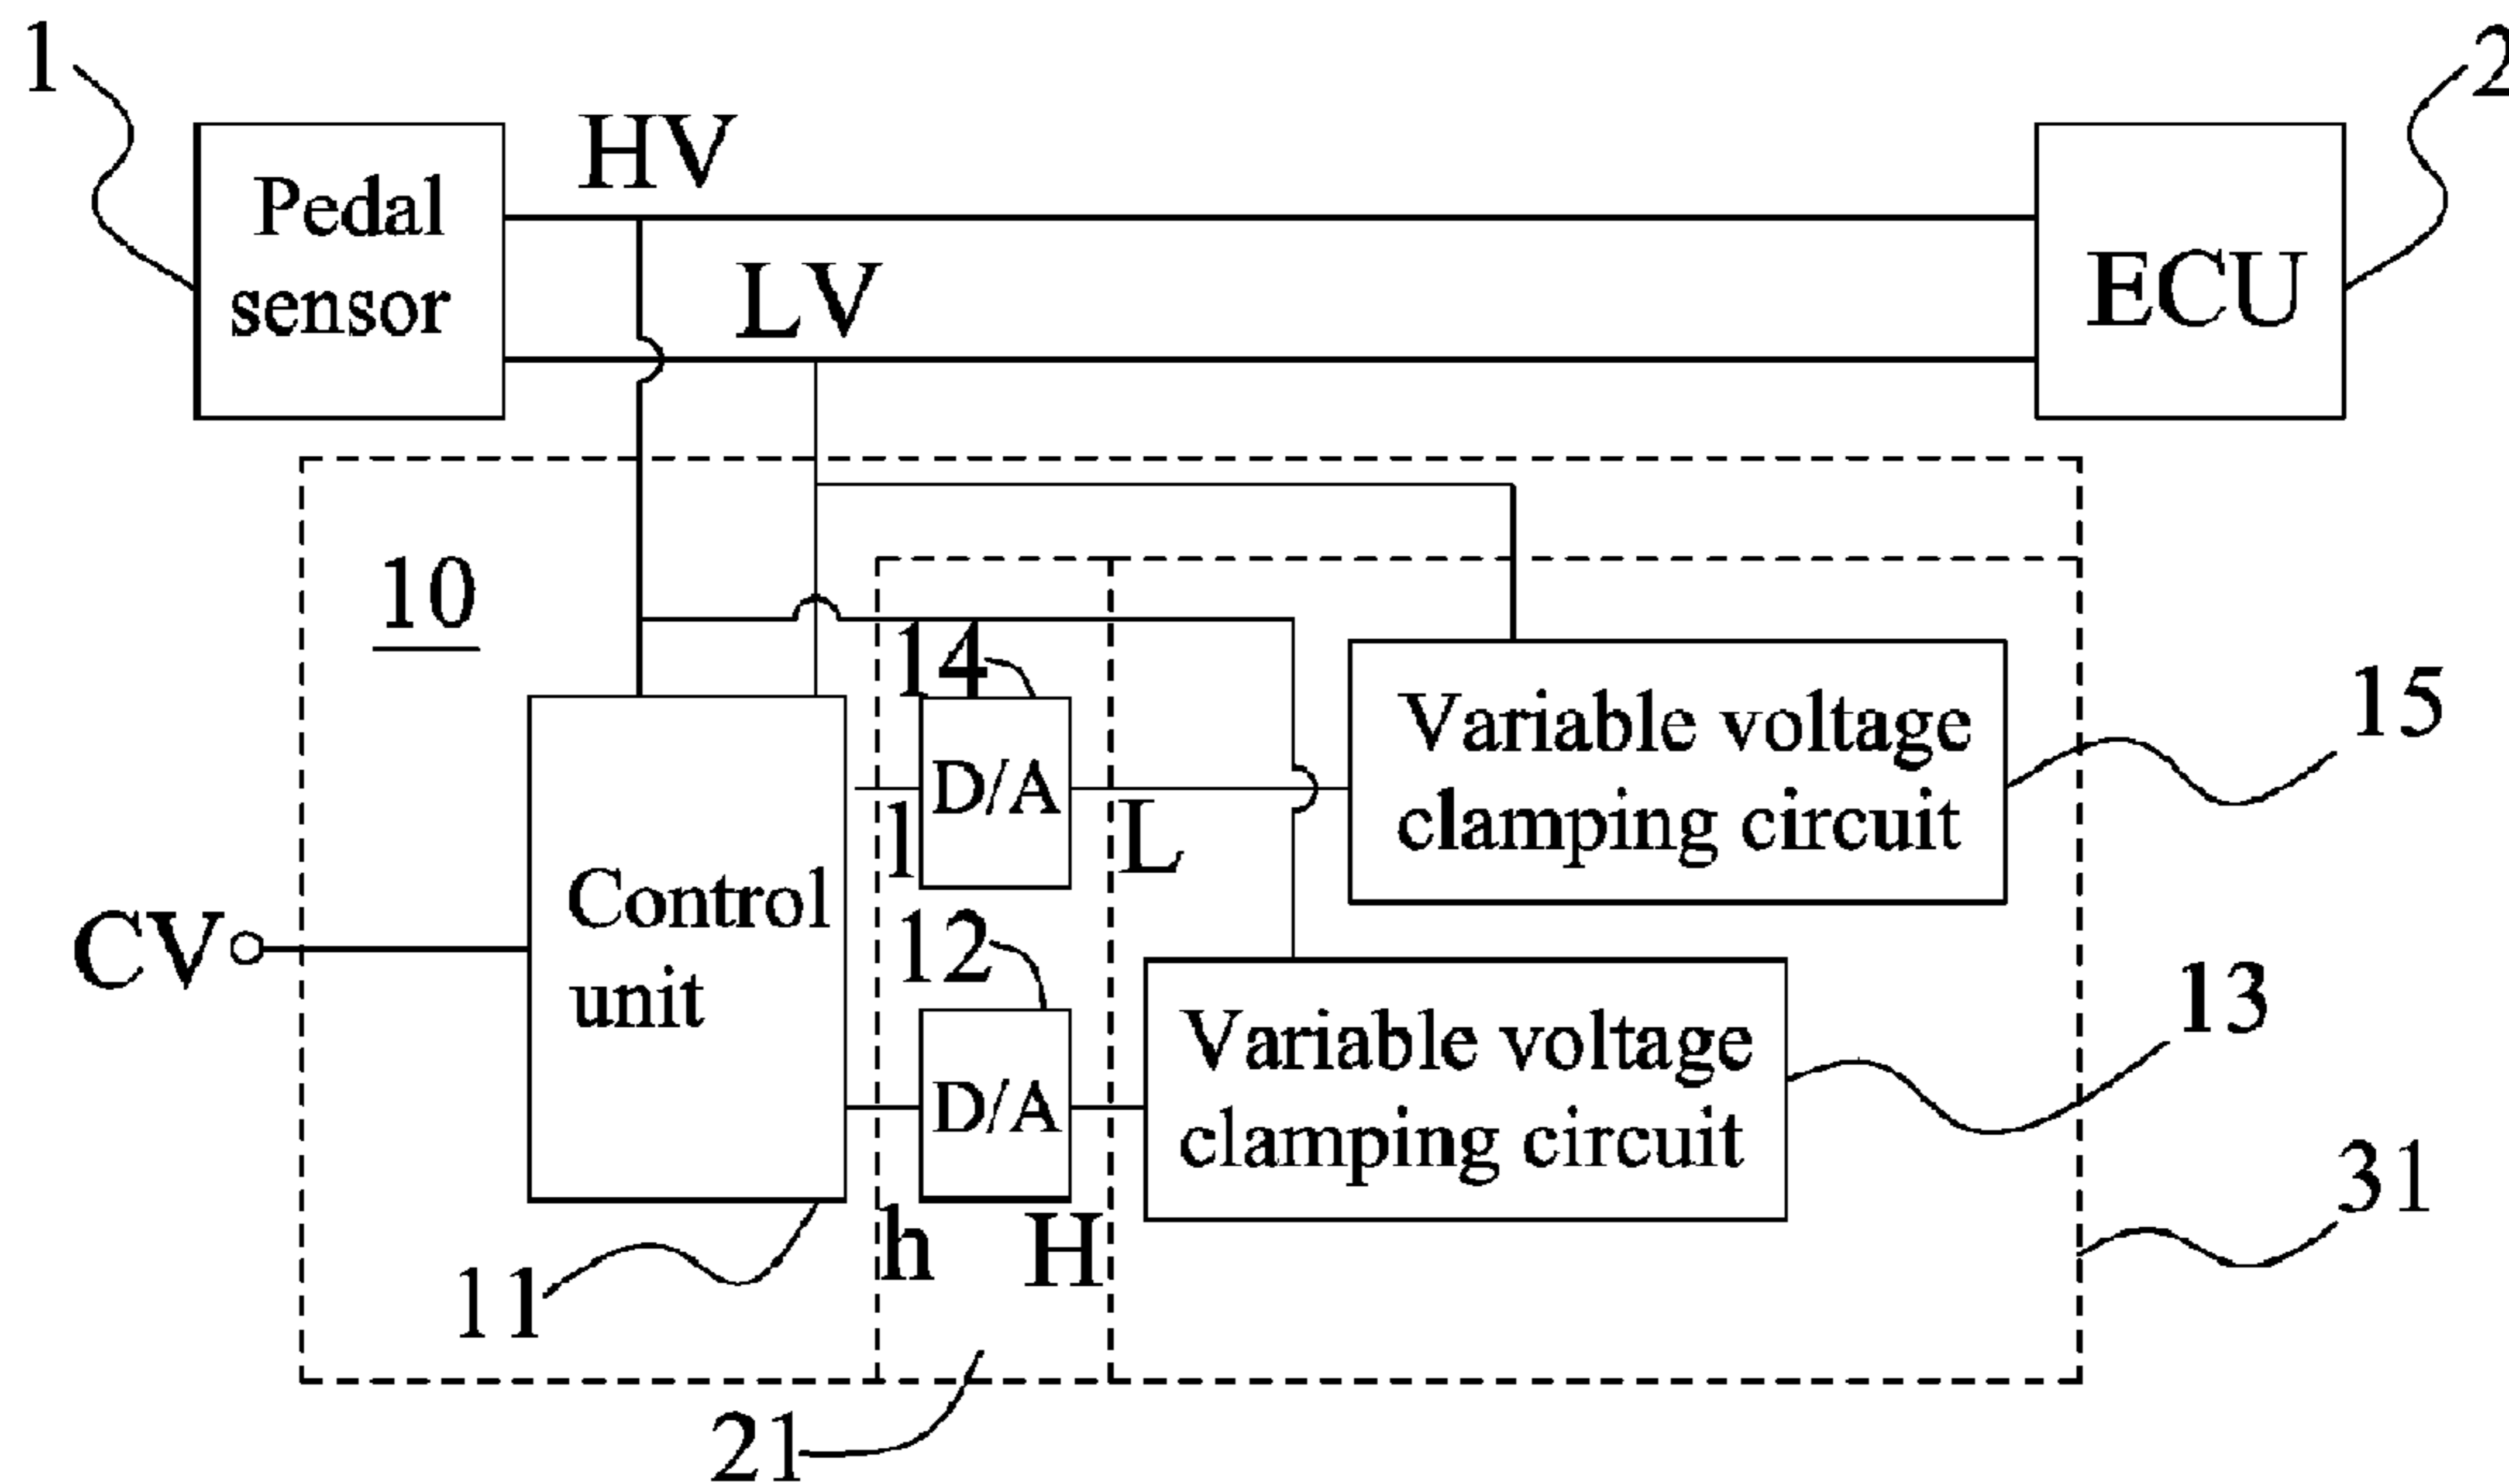 1
2
HV
Pedal
sensor
LV
ECU
10
14
15
Variable voltage
clamping circuit
D/A
l
L
Control
unit
CV
12
13
Variable voltage
clamping circuit
D/A
31
h
H
11
21